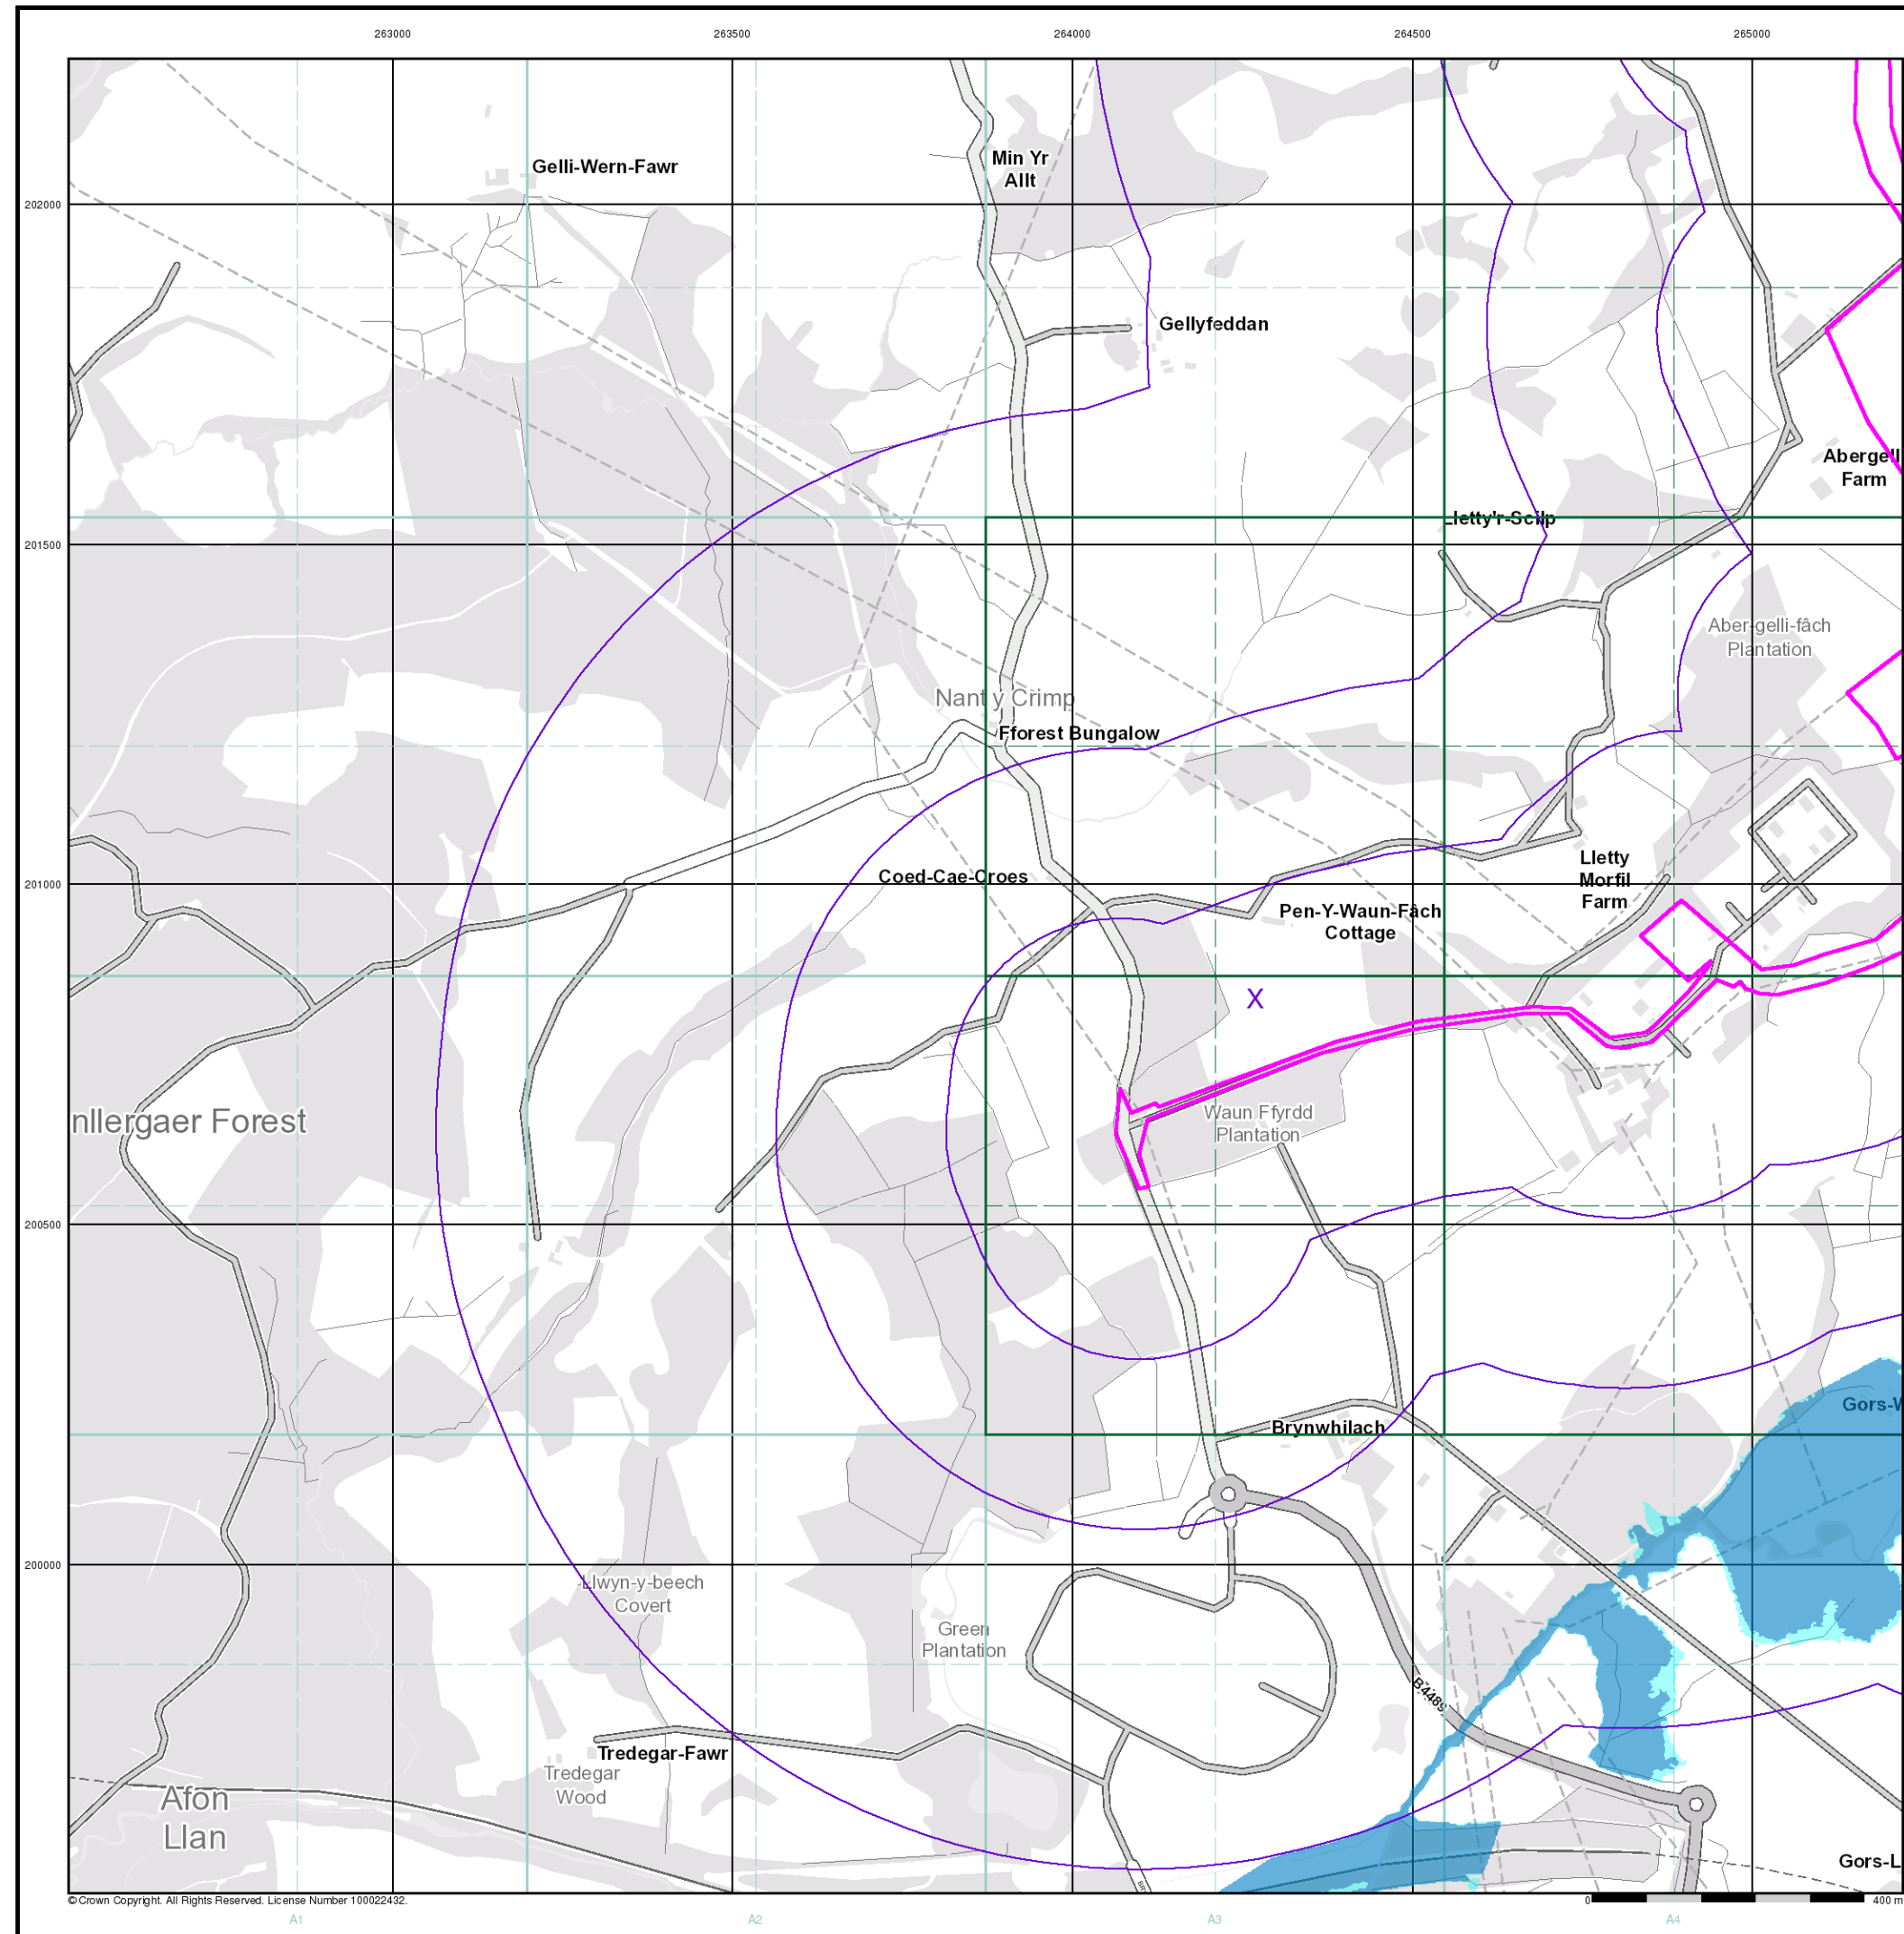 263000 263500 264000 264500 265000
Gelli-Wern-Fawr
Min Yr
Allt
202000
Gellyfeddan
Abergell
Farm
Lletty'r-Scilp
201500
Aber-gelli-fâch
Plantation
Nant y Crimp
Fforest Bungalow
Lletty
Morfil
Farm
201000
Coed-Cae-Croes
Pen-Y-Waun-Fâch
Cottage
X
nllergaer Forest
Waun Ffyrdd
Plantation
200500
Gors-W
Brynwhilach
200000
Llwyn-y-beech
Covert
Green
Plantation
B4489
Tredegar-Fawr
Tredegar
Wood
Afon
Llan
Gors-L
© Crown Copyright. All Rights Reserved. License Number 100022432.
0 400 m
A1 A2 A3 A4